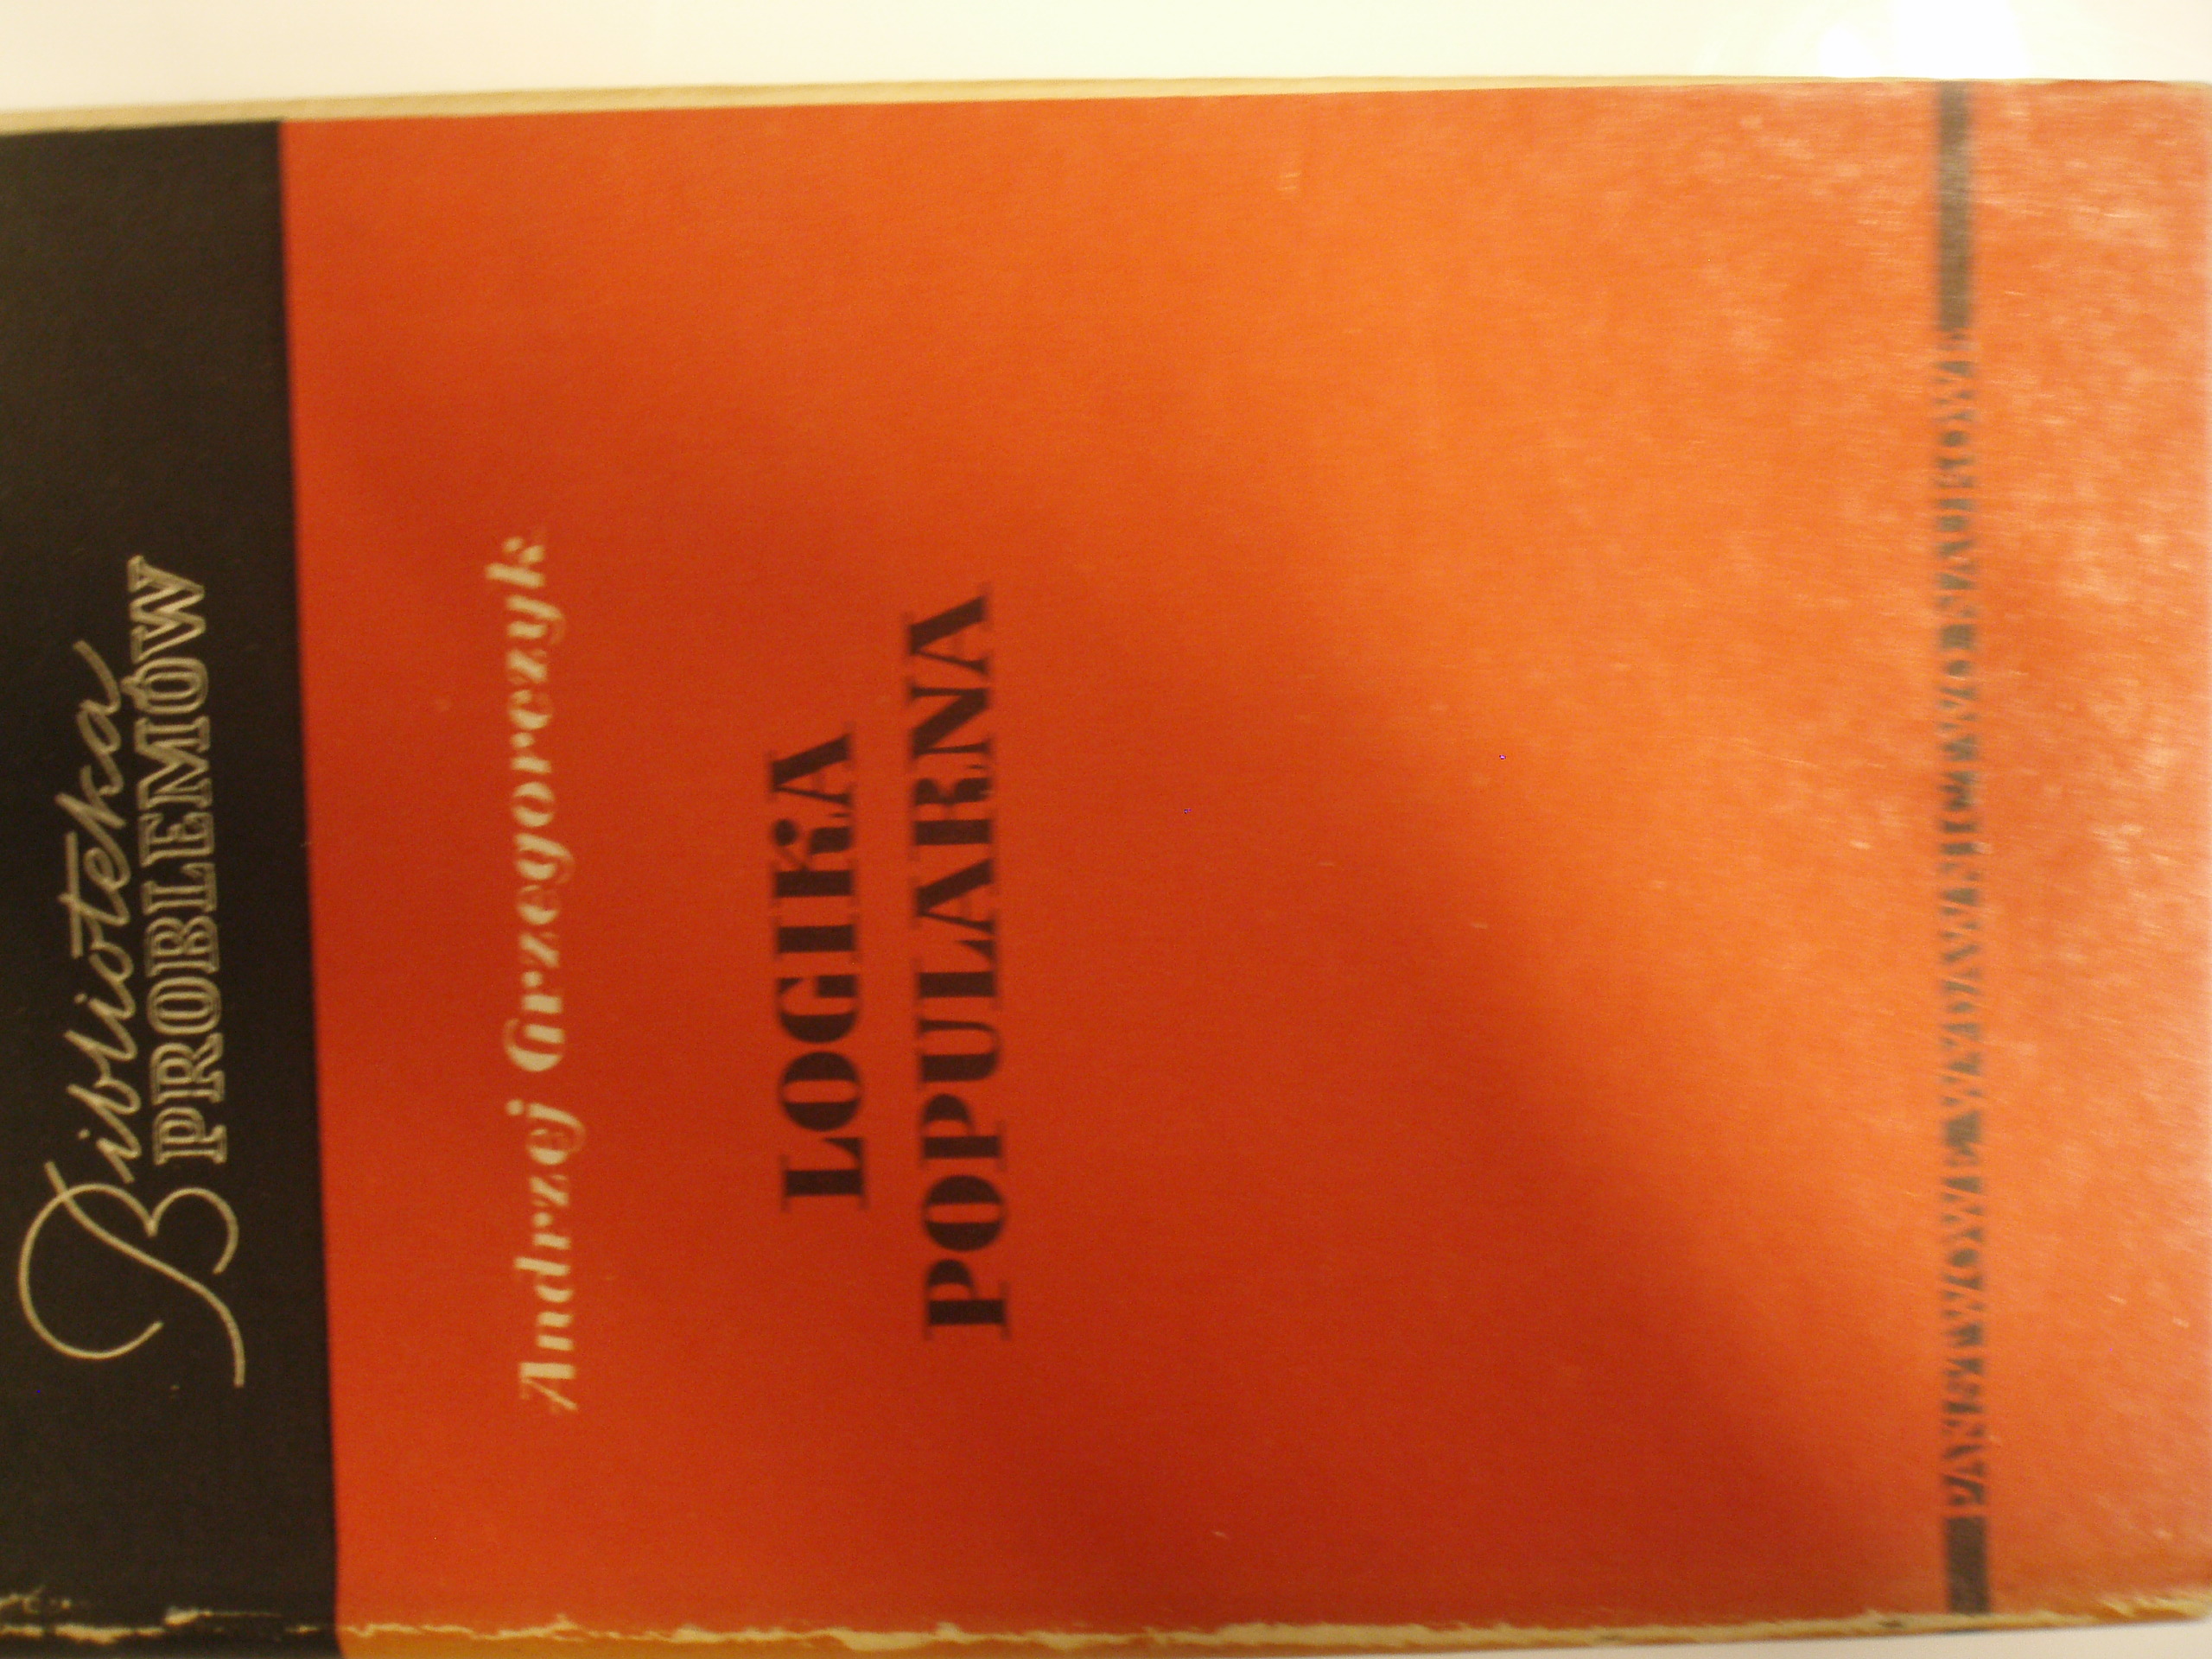 Biblioteka
PROBLEMÓW
Andrzej Grzegorczyk
LOGIKA
POPULARNA
PAŃSTWOWE WYDAWNICTWO NAUKOWE